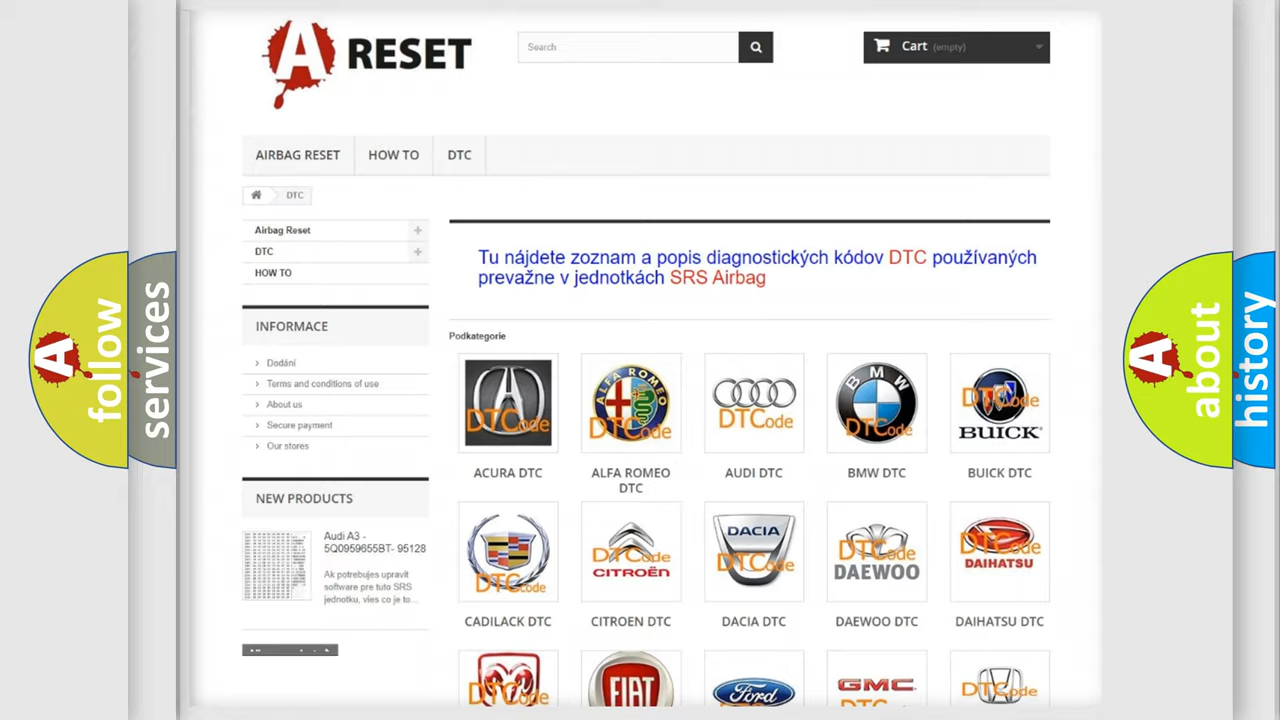 A RESET
Search
Cart (empty)
AIRBAG RESET
HOW TO
DTC
DTC
Airbag Reset
DTC
HOW TO
Tu nájdete zoznam a popis diagnostických kódov DTC používaných
prevažne v jednotkách SRS Airbag
INFORMACE
Podkategorie
Dodání
Terms and conditions of use
About us
Secure payment
Our stores
DTCode
ALFA ROMEO
DTCode
DTCode
BMW
DTCode
DTCode
BUICK
ACURA DTC
ALFA ROMEO
DTC
AUDI DTC
BMW DTC
BUICK DTC
NEW PRODUCTS
Audi A3 -
5Q0959655BT- 95128
Ak potrebujes upravit
software pre tuto SRS
jednotku, vies co je to...
DTCode
DTCode
CITROËN
DACIA
DTCode
DTCode
DAEWOO
DTCode
DAIHATSU
CADILACK DTC
CITROEN DTC
DACIA DTC
DAEWOO DTC
DAIHATSU DTC
DTCode
FIAT
Ford
GMC
DTCode
A follow
services
A about
history